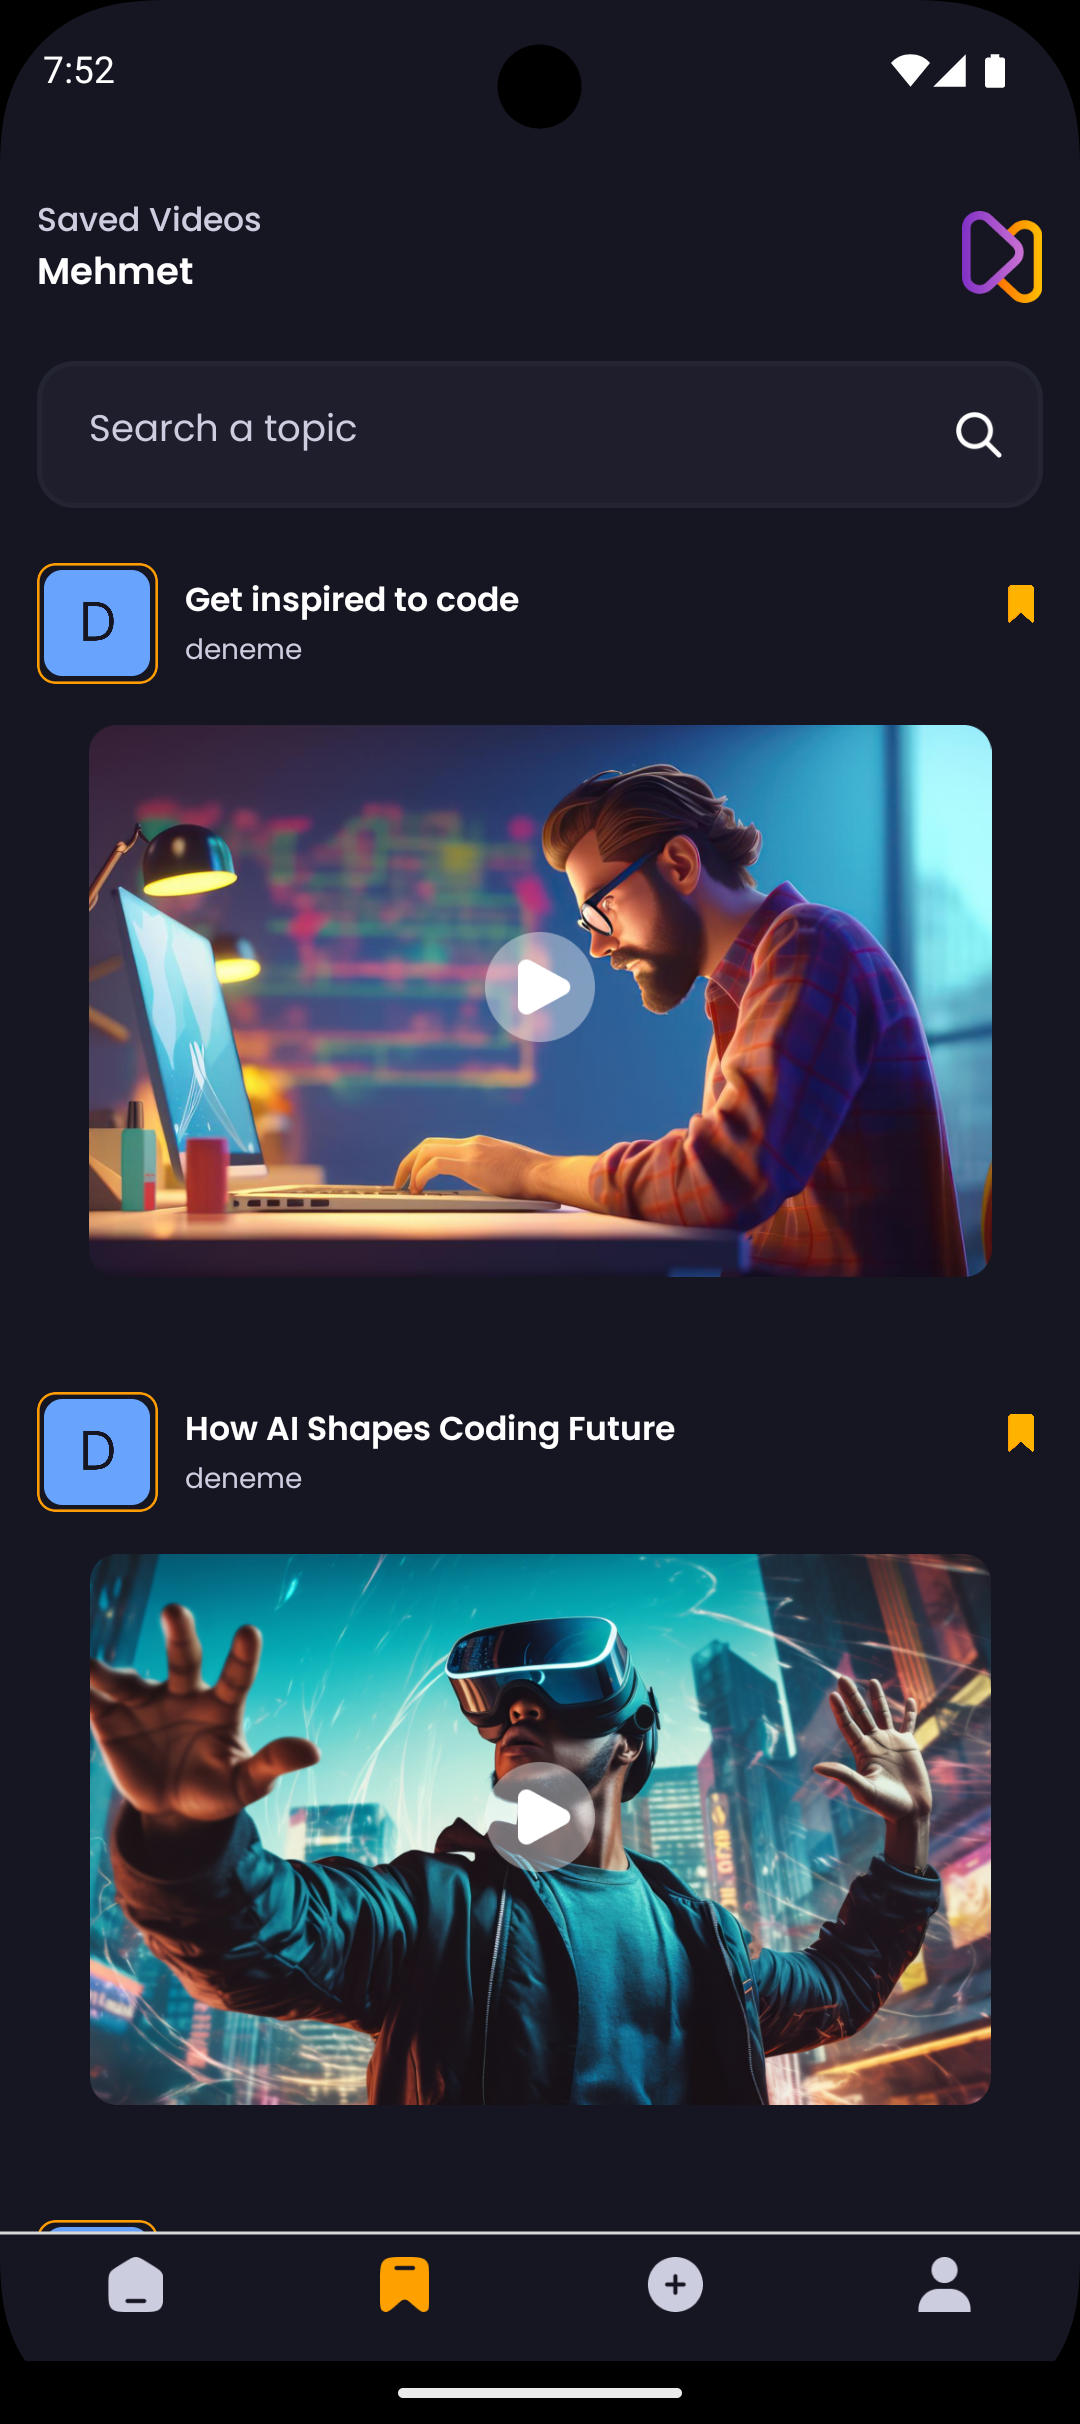 7:52
Saved Videos
Mehmet
Search a topic
D
Get inspired to code
deneme
D
How AI Shapes Coding Future
deneme